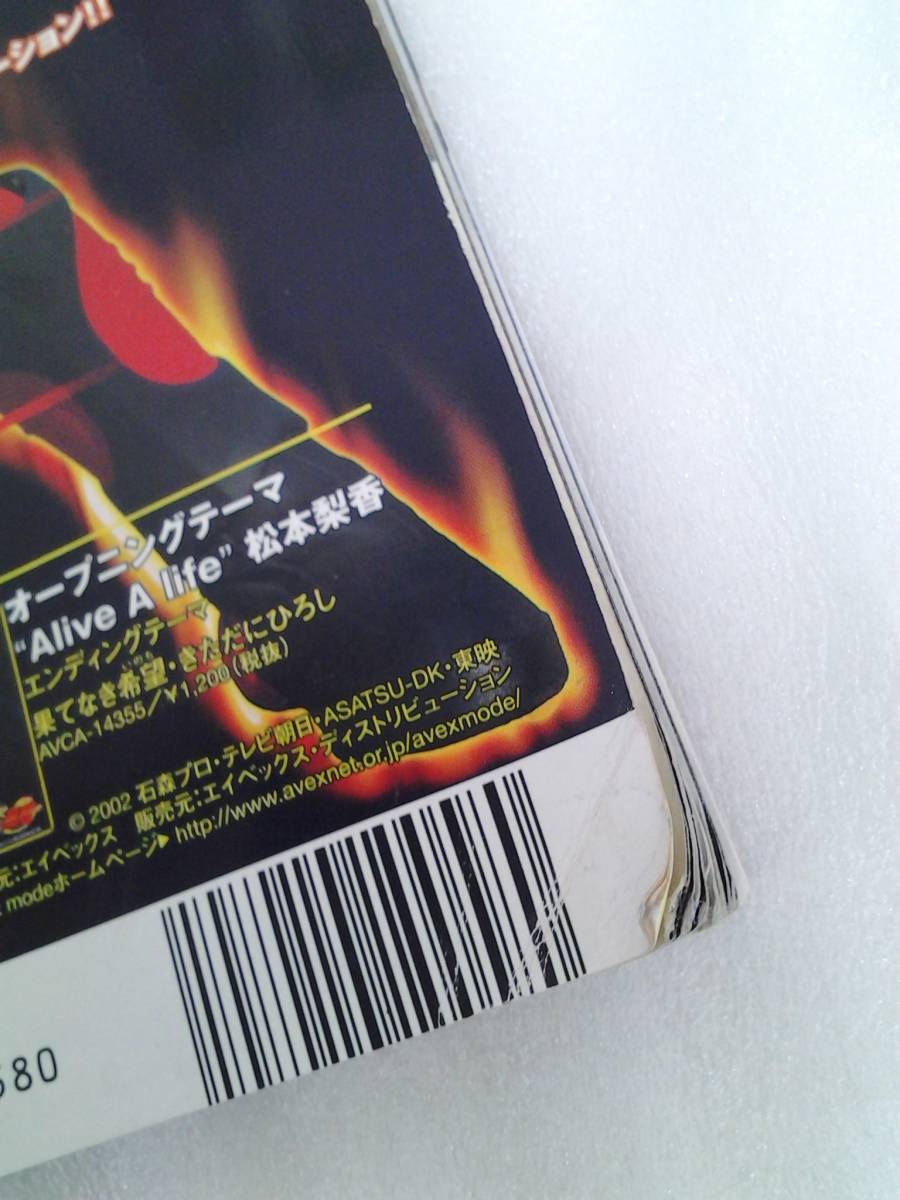 ーション!!
オープニングテーマ
“Alive A life” 松本梨香
エンディングテーマ
いのち
果てなき希望・きただにひろし
AVCA-14355／¥1,200（税抜）
© 2002 石森プロ・テレビ朝日・ASATSU-DK・東映
元:エイベックス 販売元:エイベックス・ディストリビューション
modeホームページ▶ http://www.avexnet.or.jp/avexmode/
680